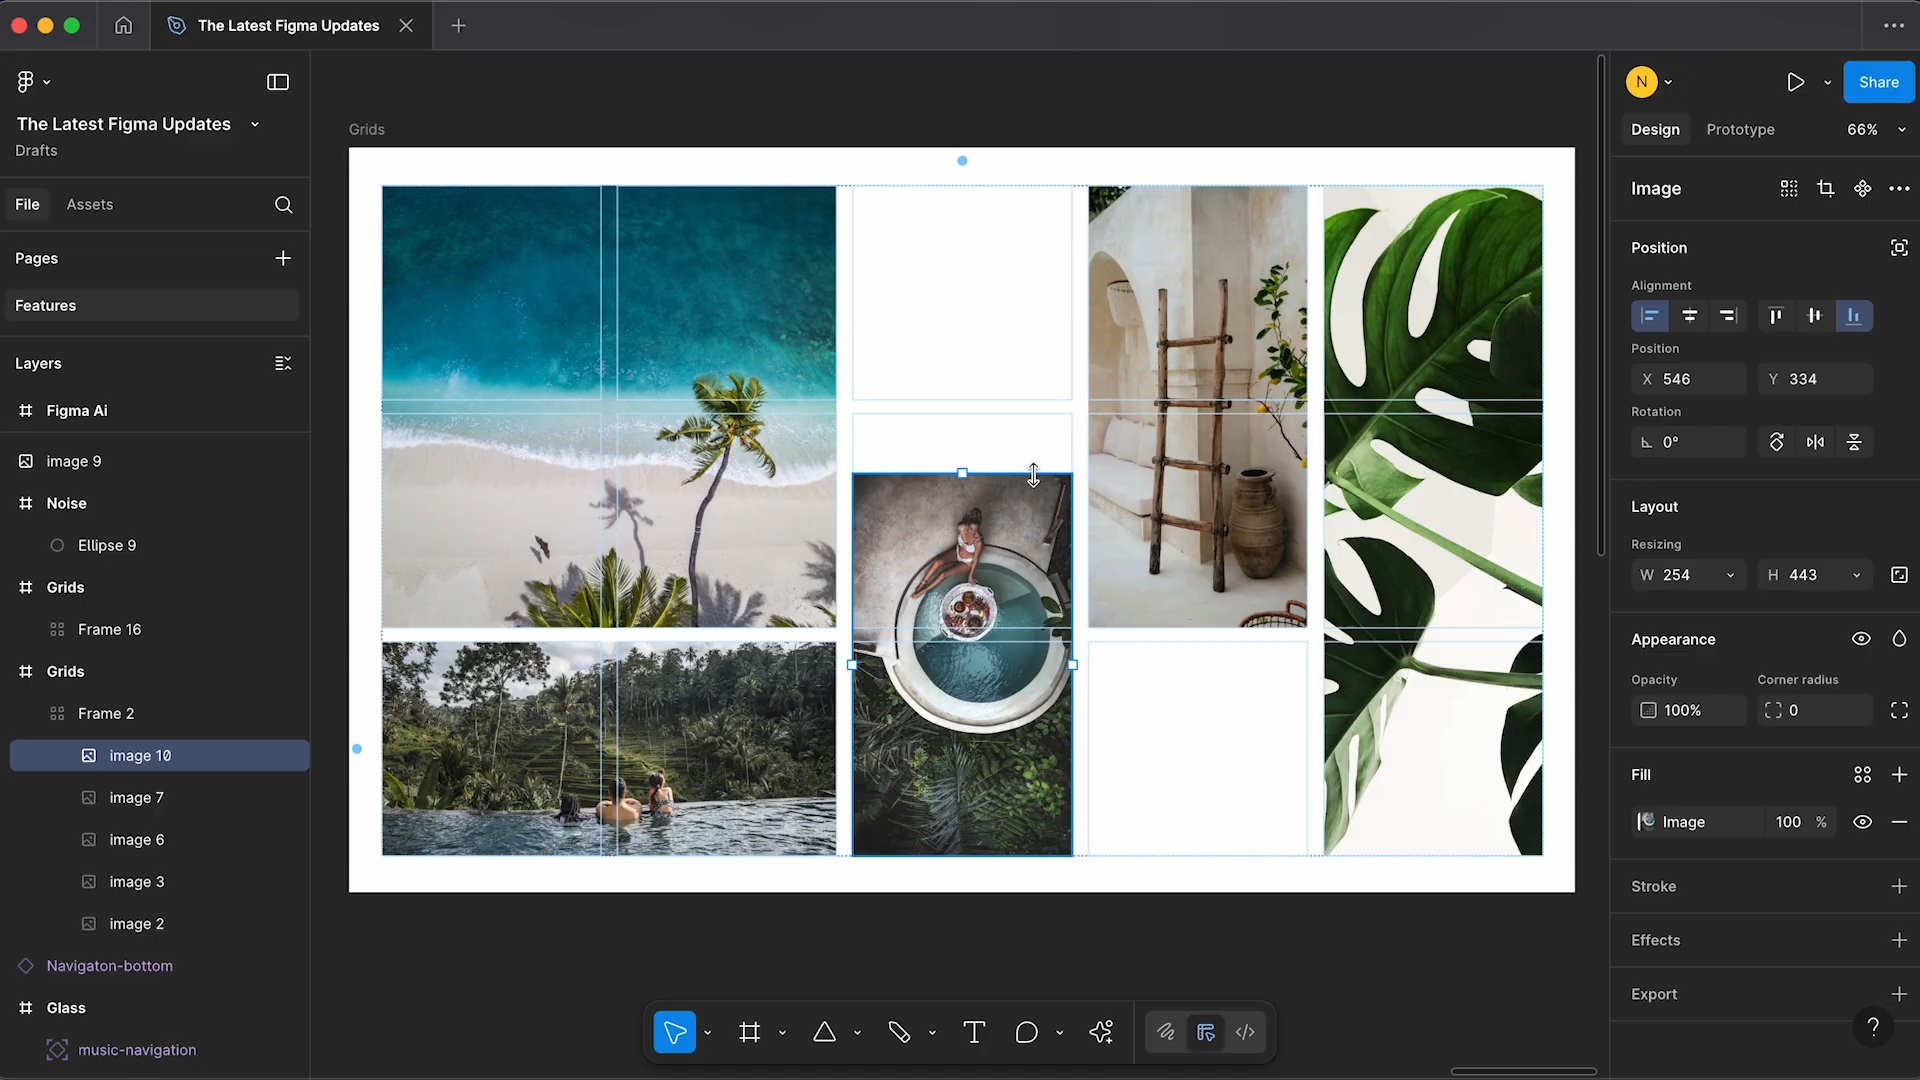 The Latest Figma Updates
The Latest Figma Updates
Drafts
File
Assets
Pages
Features
Layers
Figma Ai
image 9
Noise
Ellipse 9
Grids
Frame 16
Grids
Frame 2
image 10
image 7
image 6
image 3
image 2
Navigaton-bottom
Glass
music-navigation
Grids
N
Share
Design
Prototype
66%
Image
Position
Alignment
Position
X 546
Y 334
Rotation
0°
Layout
Resizing
W 254
H 443
Appearance
Opacity
Corner radius
100%
0
Fill
Image
100 %
Stroke
Effects
Export
?